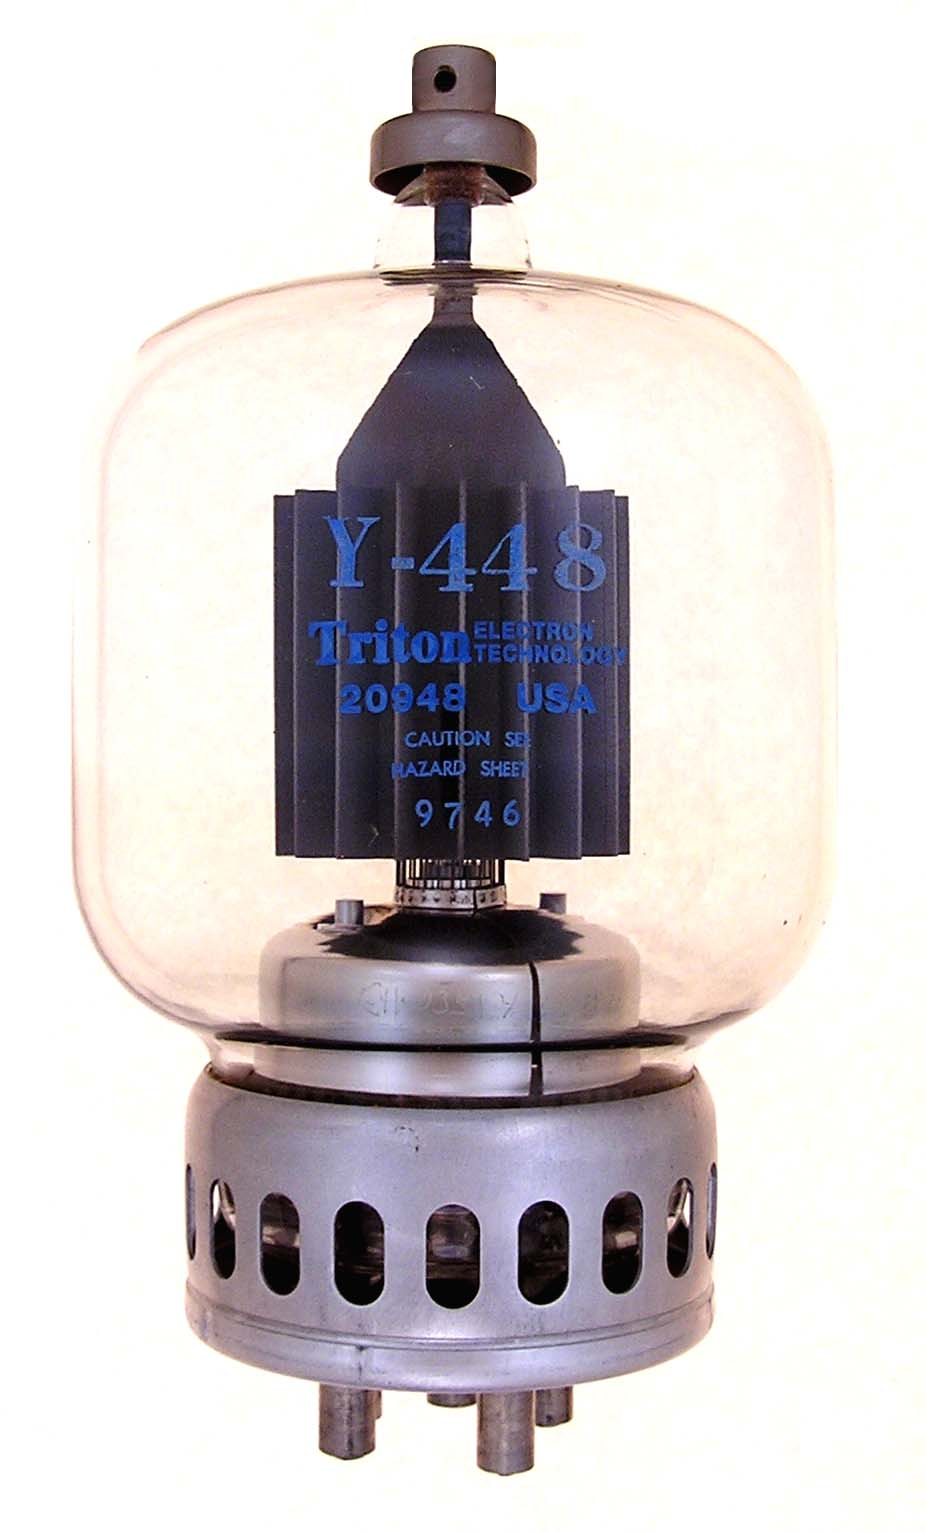 Y-448
Triton ELECTRON
TECHNOLOGY
20948 USA
CAUTION SEE
HAZARD SHEET
9746